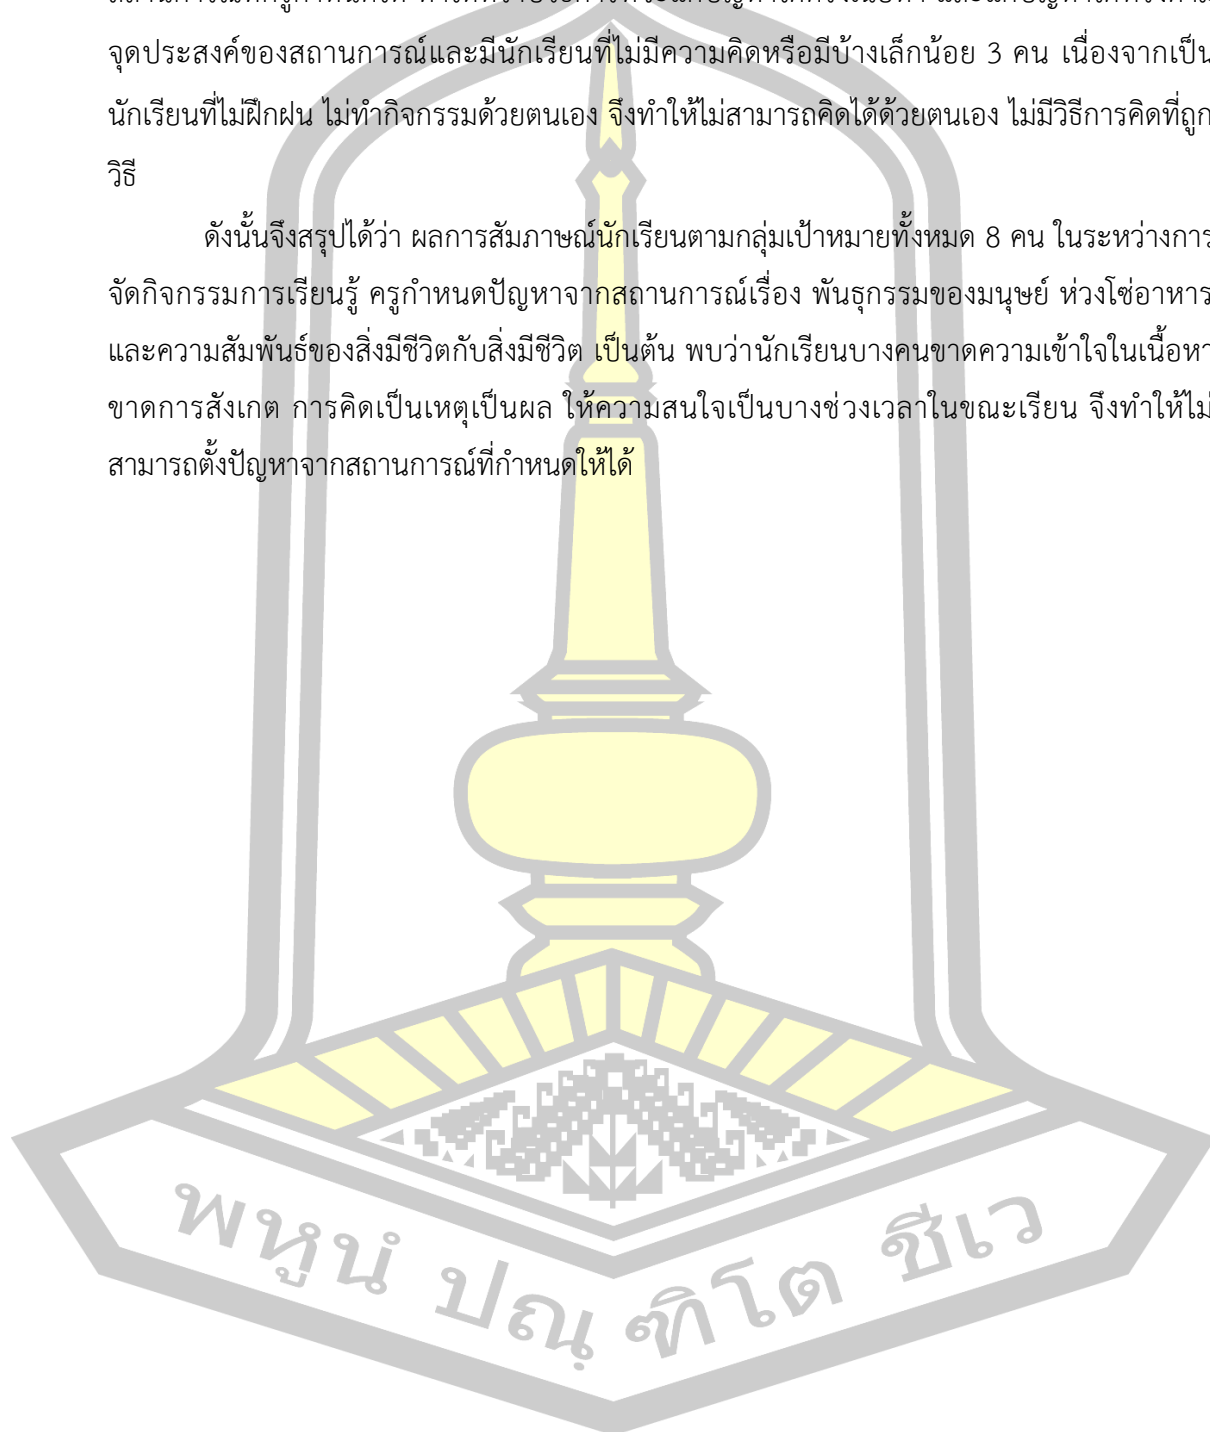 จุดประสงค์ของสถานการณ์และมีนักเรียนที่ไม่มีความคิดหรือมีบ้างเล็กน้อย 3 คน เนื่องจากเป็น
นักเรียนที่ไม่ฝึกฝน ไม่ทำกิจกรรมด้วยตนเอง จึงทำให้ไม่สามารถคิดได้ด้วยตนเอง ไม่มีวิธีการคิดที่ถูก
วิธี
ดังนั้นจึงสรุปได้ว่า ผลการสัมภาษณ์นักเรียนตามกลุ่มเป้าหมายทั้งหมด 8 คน ในระหว่างการ
จัดกิจกรรมการเรียนรู้ ครูกำหนดปัญหาจากสถานการณ์เรื่อง พันธุกรรมของมนุษย์ ห่วงโซ่อาหาร
และความสัมพันธ์ของสิ่งมีชีวิตกับสิ่งมีชีวิต เป็นต้น พบว่านักเรียนบางคนขาดความเข้าใจในเนื้อหา
ขาดการสังเกต การคิดเป็นเหตุเป็นผล ให้ความสนใจเป็นบางช่วงเวลาในขณะเรียน จึงทำให้ไม่
สามารถตั้งปัญหาจากสถานการณ์ที่กำหนดให้ได้
พหูนํ ปณฺฑิโต ชีเว